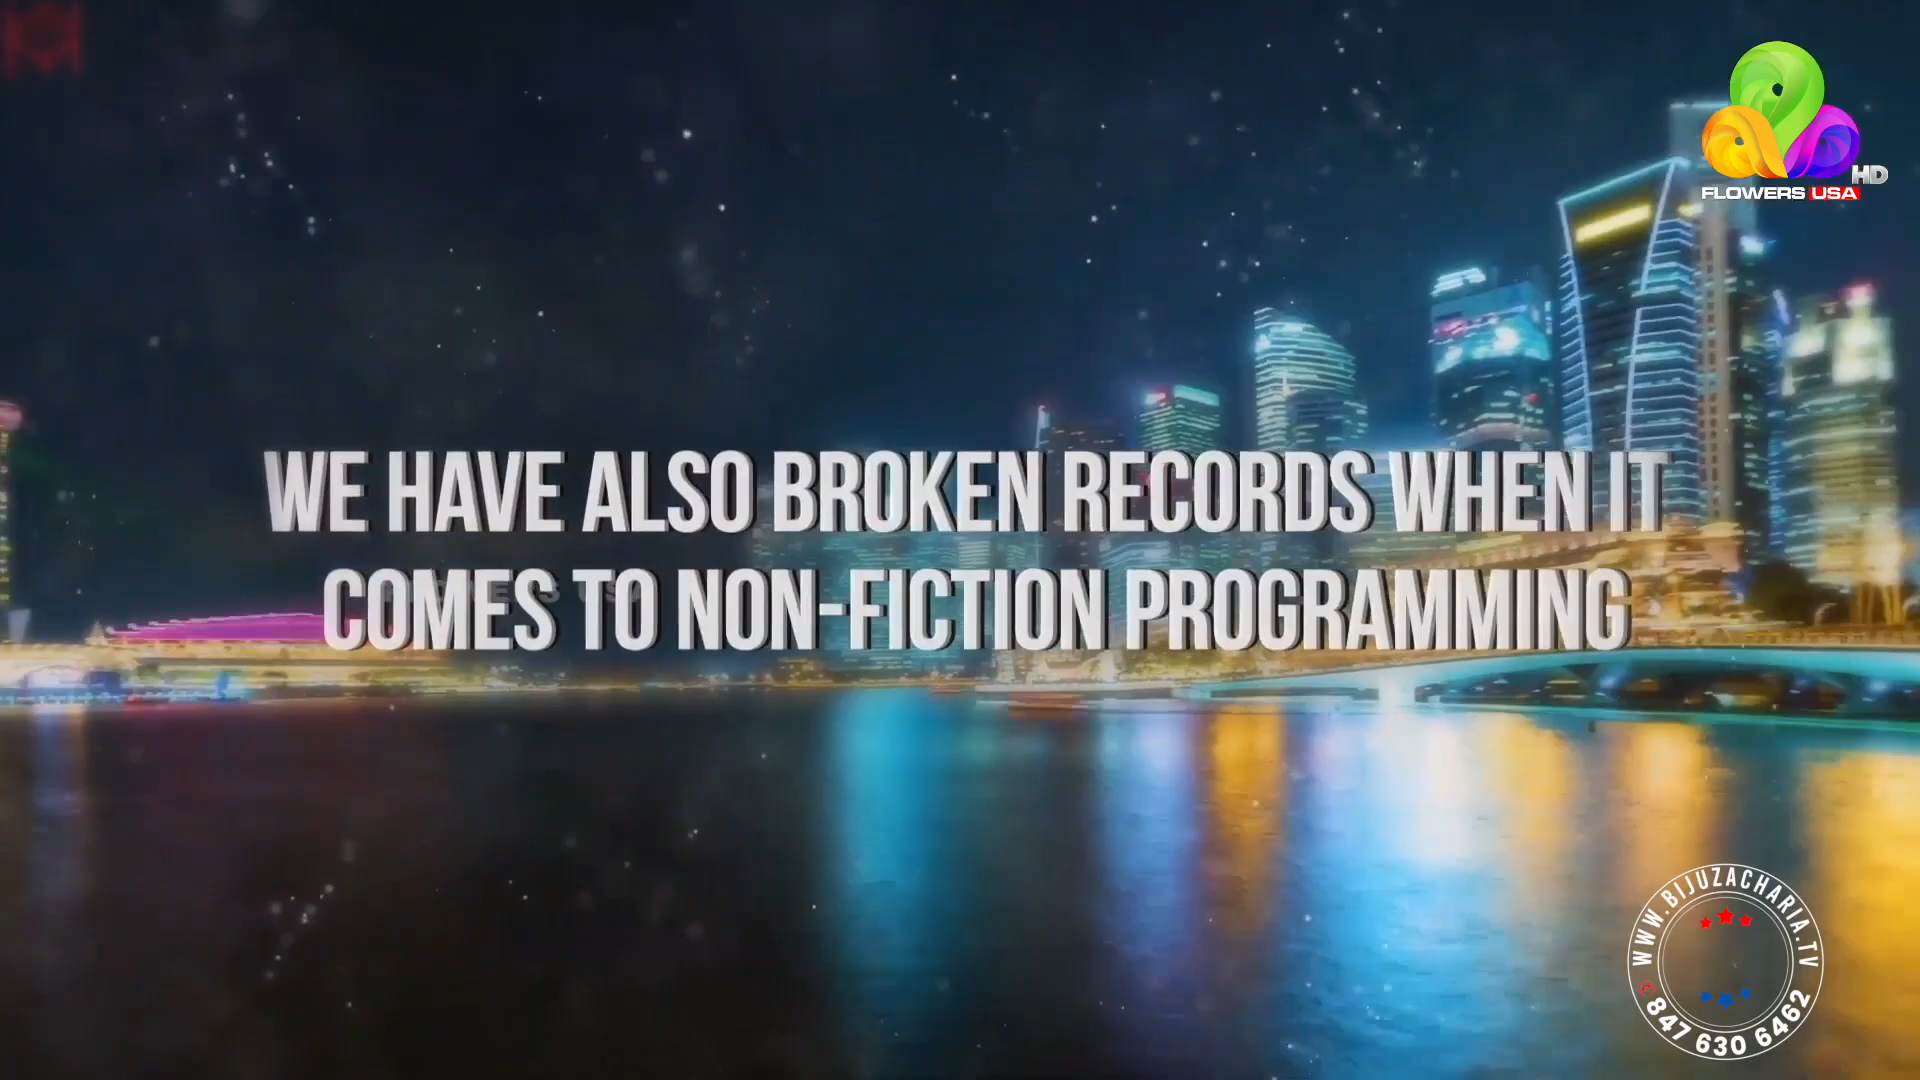 FLOWERS USA HD
WE HAVE ALSO BROKEN RECORDS WHEN IT
COMES TO NON-FICTION PROGRAMMING
WWW.BIJUZACHARIA.TV
847 630 6462